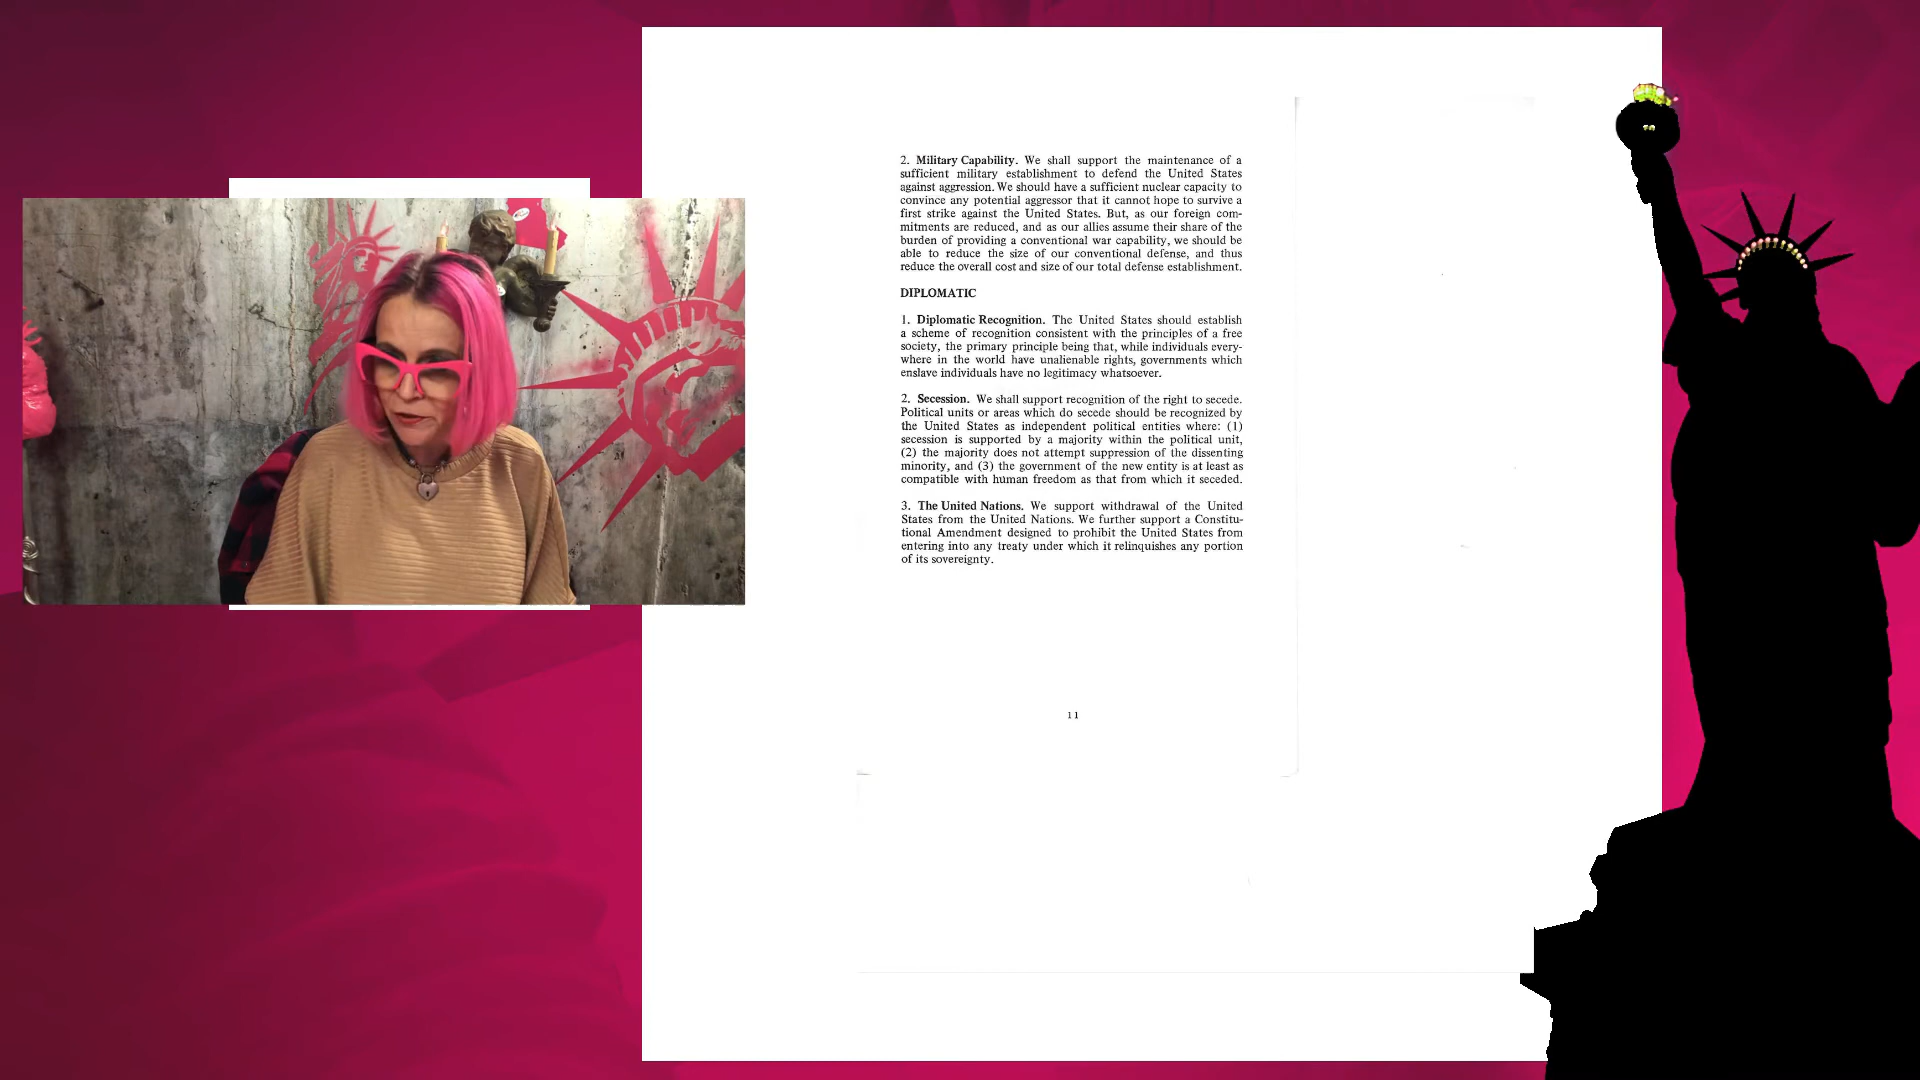 2. Military Capability. We shall support the maintenance of a
sufficient military establishment to defend the United States
against aggression. We should have a sufficient nuclear capacity to
convince any potential aggressor that it cannot hope to survive a
first strike against the United States. But, as our foreign com-
mitments are reduced, and as our allies assume their share of the
burden of providing a conventional war capability, we should be
able to reduce the size of our conventional defense, and thus
reduce the overall cost and size of our total defense establishment.
DIPLOMATIC
1. Diplomatic Recognition. The United States should establish
a scheme of recognition consistent with the principles of a free
society, the primary principle being that, while individuals every-
where in the world have unalienable rights, governments which
enslave individuals have no legitimacy whatsoever.
2. Secession. We shall support recognition of the right to secede.
Political units or areas which do secede should be recognized by
the United States as independent political entities where: (1)
secession is supported by a majority within the political unit,
(2) the majority does not attempt suppression of the dissenting
minority, and (3) the government of the new entity is at least as
compatible with human freedom as that from which it seceded.
3. The United Nations. We support withdrawal of the United
States from the United Nations. We further support a Constitu-
tional Amendment designed to prohibit the United States from
entering into any treaty under which it relinquishes any portion
of its sovereignty.
11